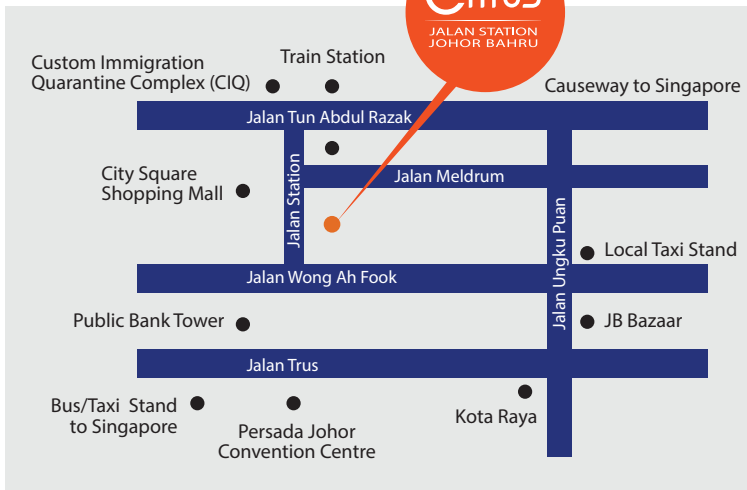 JALAN STATION
JOHOR BAHRU
Custom Immigration
Quarantine Complex (CIQ)
Train Station
Causeway to Singapore
Jalan Tun Abdul Razak
City Square
Shopping Mall
Jalan Station
Jalan Meldrum
Jalan Ungku Puan
Local Taxi Stand
Jalan Wong Ah Fook
Public Bank Tower
JB Bazaar
Jalan Trus
Bus/Taxi Stand
to Singapore
Persada Johor
Convention Centre
Kota Raya